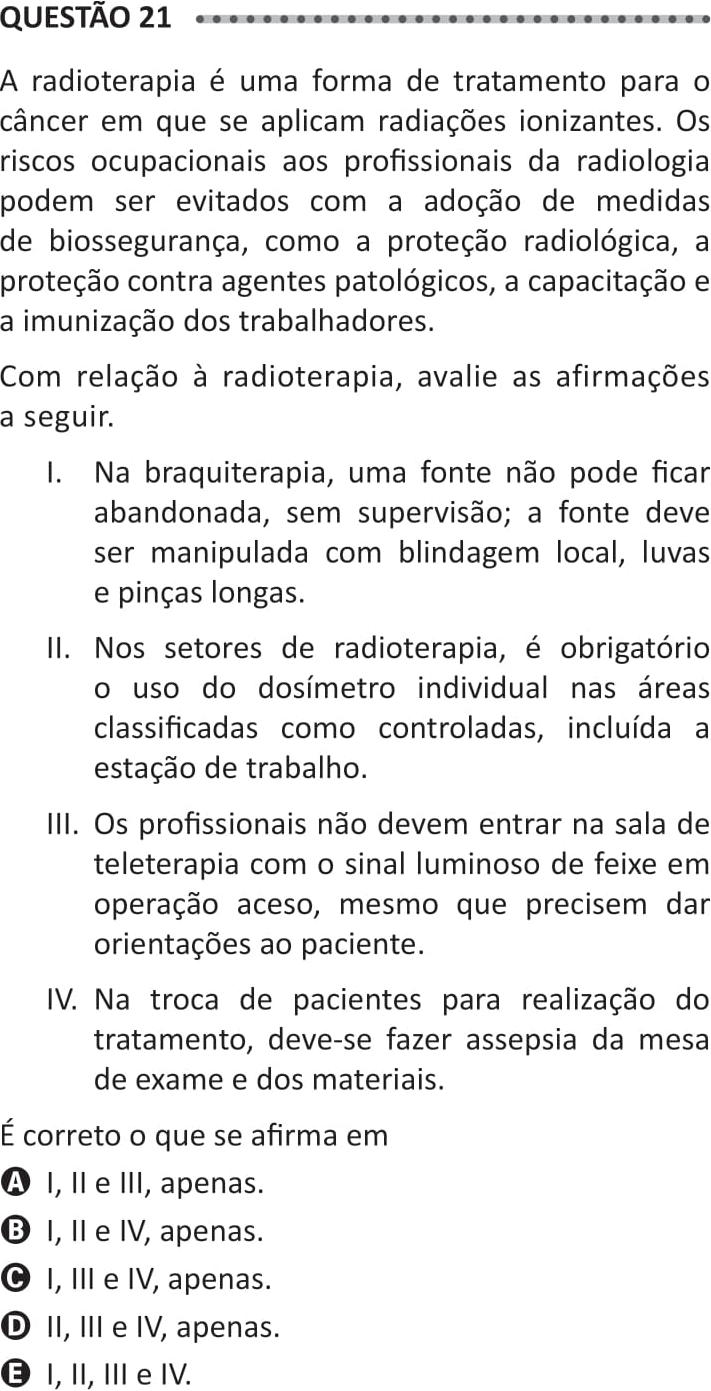 QUESTÃO 21
A radioterapia é uma forma de tratamento para o
câncer em que se aplicam radiações ionizantes. Os
riscos ocupacionais aos profissionais da radiologia
podem ser evitados com a adoção de medidas
de biossegurança, como a proteção radiológica, a
proteção contra agentes patológicos, a capacitação e
a imunização dos trabalhadores.
Com relação à radioterapia, avalie as afirmações
a seguir.
I. Na braquiterapia, uma fonte não pode ficar
abandonada, sem supervisão; a fonte deve
ser manipulada com blindagem local, luvas
e pinças longas.
II. Nos setores de radioterapia, é obrigatório
o uso do dosímetro individual nas áreas
classificadas como controladas, incluída a
estação de trabalho.
III. Os profissionais não devem entrar na sala de
teleterapia com o sinal luminoso de feixe em
operação aceso, mesmo que precisem dar
orientações ao paciente.
IV. Na troca de pacientes para realização do
tratamento, deve-se fazer assepsia da mesa
de exame e dos materiais.
É correto o que se afirma em
A I, II e III, apenas.
B I, II e IV, apenas.
C I, III e IV, apenas.
D II, III e IV, apenas.
E I, II, III e IV.